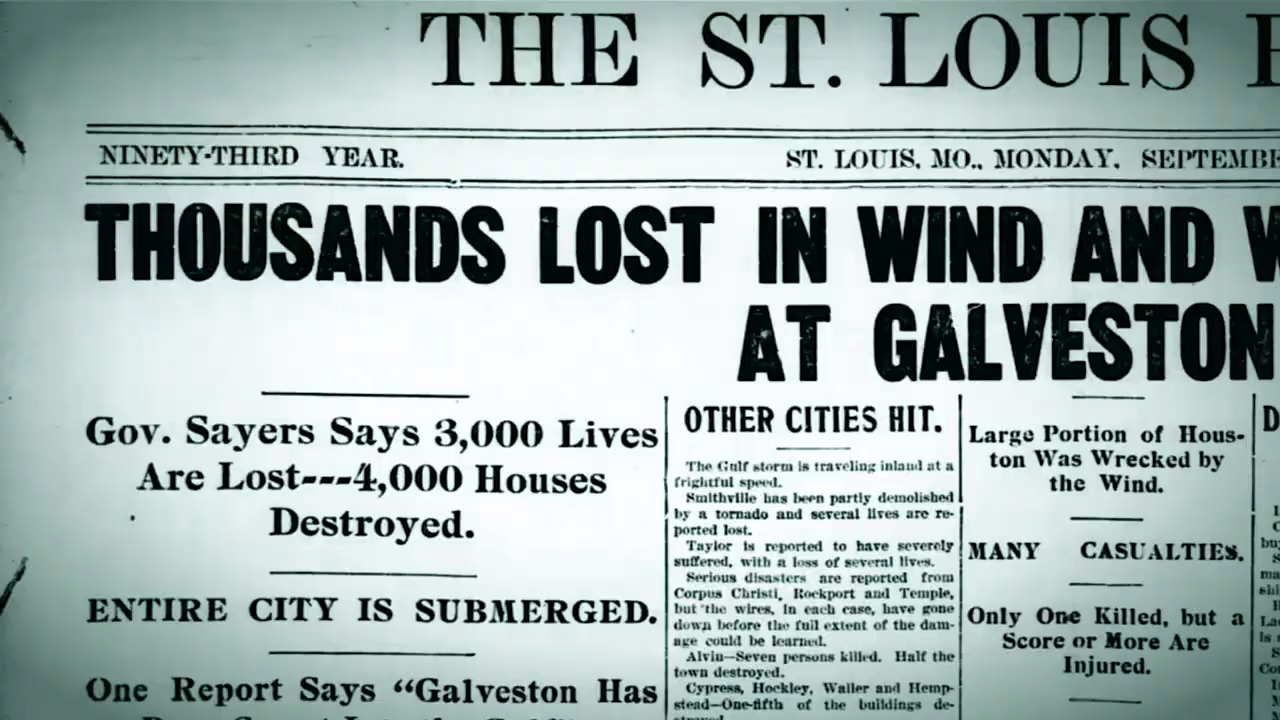 THE ST. LOUIS
NINETY-THIRD YEAR.
ST. LOUIS, MO., MONDAY, SEPTEMBE
THOUSANDS LOST IN WIND AND W
AT GALVESTON
Gov. Sayers Says 3,000 Lives
Are Lost---4,000 Houses
Destroyed.
ENTIRE CITY IS SUBMERGED.
One Report Says “Galveston Has
OTHER CITIES HIT.
The Gulf storm is traveling inland at a
frightful speed.
Smithville has been partly demolished
by a tornado and several lives are re-
ported lost.
Taylor is reported to have severely
suffered, with a loss of several lives.
Serious disasters are reported from
Corpus Christi, Rockport and Temple,
but the wires, in each case, have gone
down before the full extent of the dam-
age could be learned.
Alvin—Seven persons killed. Half the
town destroyed.
Cypress, Hockley, Waller and Hemp-
stead—One-fifth of the buildings de-
Large Portion of Hous-
ton Was Wrecked by
the Wind.
MANY CASUALTIES.
Only One Killed, but a
Score or More Are
Injured.
D